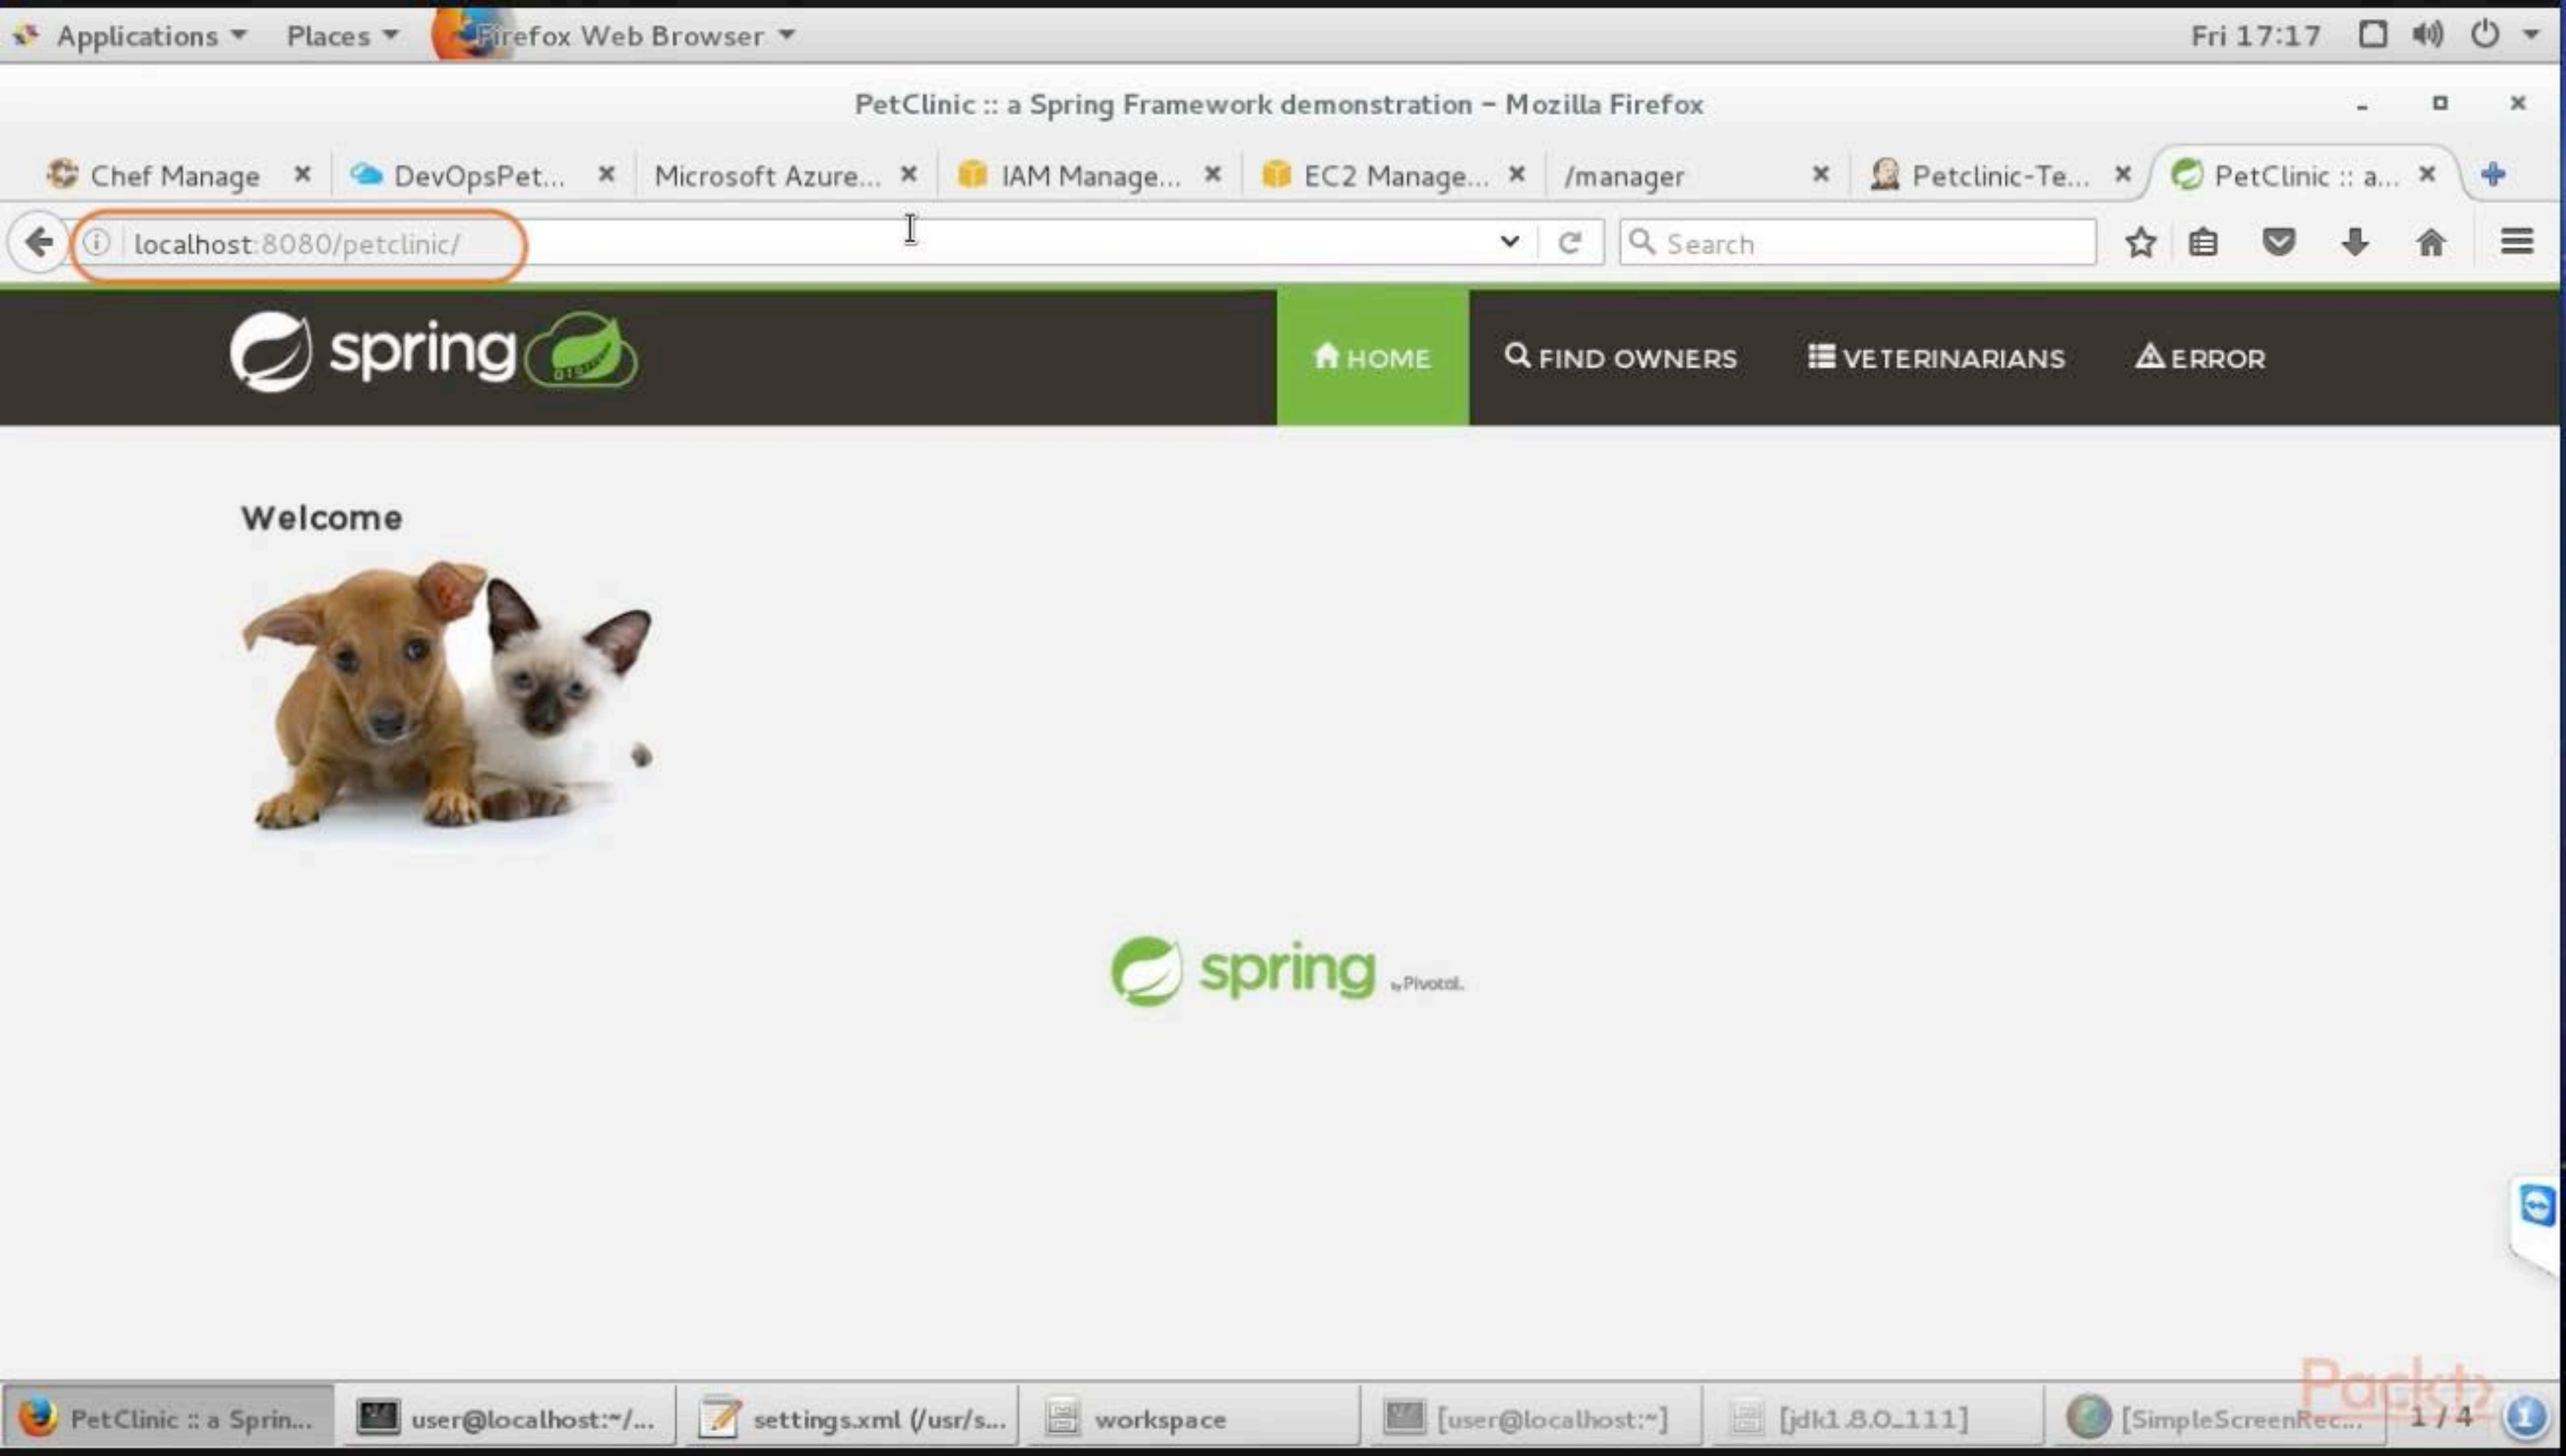 Applications Places Firefox Web Browser Fri 17:17
PetClinic :: a Spring Framework demonstration - Mozilla Firefox
Chef Manage DevOpsPet... Microsoft Azure... IAM Manage... EC2 Manage... /manager Petclinic-Te... PetClinic :: a...
localhost:8080/petclinic/ Search
spring HOME FIND OWNERS VETERINARIANS ERROR
Welcome
spring by Pivotal.
Packt
PetClinic :: a Sprin... user@localhost:~/... settings.xml (/usr/s... workspace [user@localhost:~] [jdk1.8.0_111] [SimpleScreenRec... 1 / 4 1